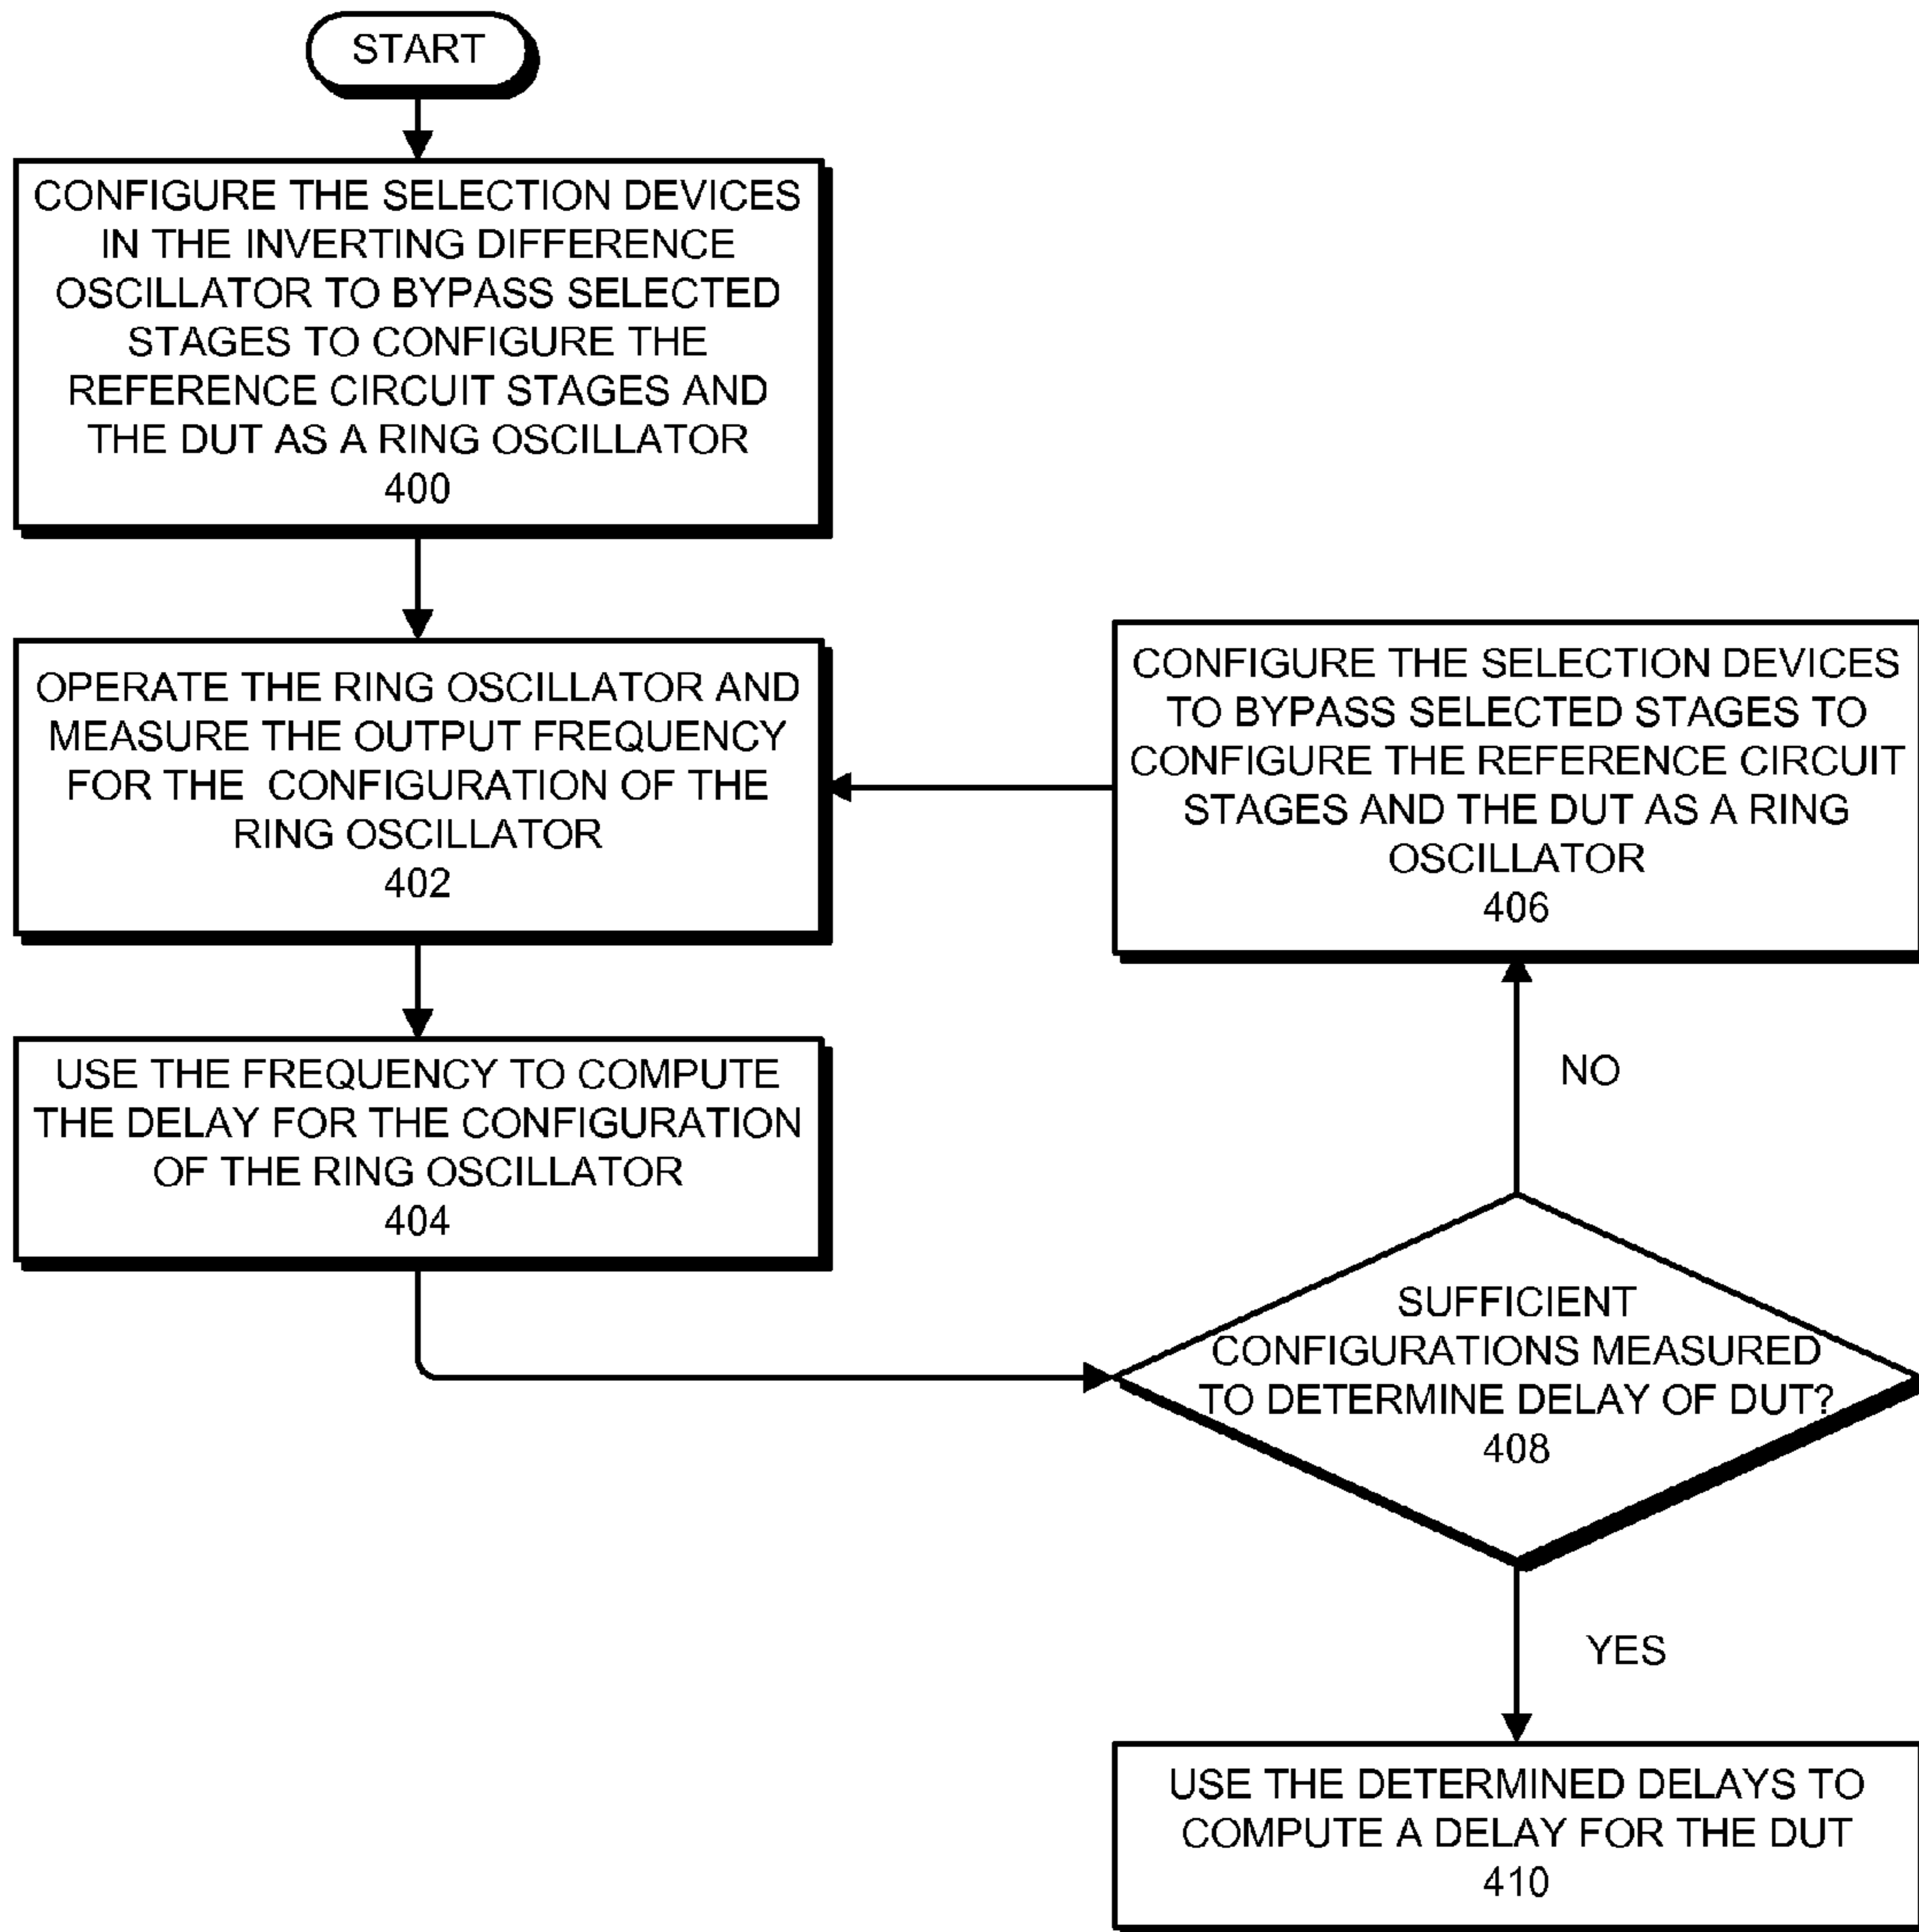 START
CONFIGURE THE SELECTION DEVICES
IN THE INVERTING DIFFERENCE
OSCILLATOR TO BYPASS SELECTED
STAGES TO CONFIGURE THE
REFERENCE CIRCUIT STAGES AND
THE DUT AS A RING OSCILLATOR
400
OPERATE THE RING OSCILLATOR AND
MEASURE THE OUTPUT FREQUENCY
FOR THE CONFIGURATION OF THE
RING OSCILLATOR
402
USE THE FREQUENCY TO COMPUTE
THE DELAY FOR THE CONFIGURATION
OF THE RING OSCILLATOR
404
CONFIGURE THE SELECTION DEVICES
TO BYPASS SELECTED STAGES TO
CONFIGURE THE REFERENCE CIRCUIT
STAGES AND THE DUT AS A RING
OSCILLATOR
406
NO
SUFFICIENT
CONFIGURATIONS MEASURED
TO DETERMINE DELAY OF DUT?
408
YES
USE THE DETERMINED DELAYS TO
COMPUTE A DELAY FOR THE DUT
410